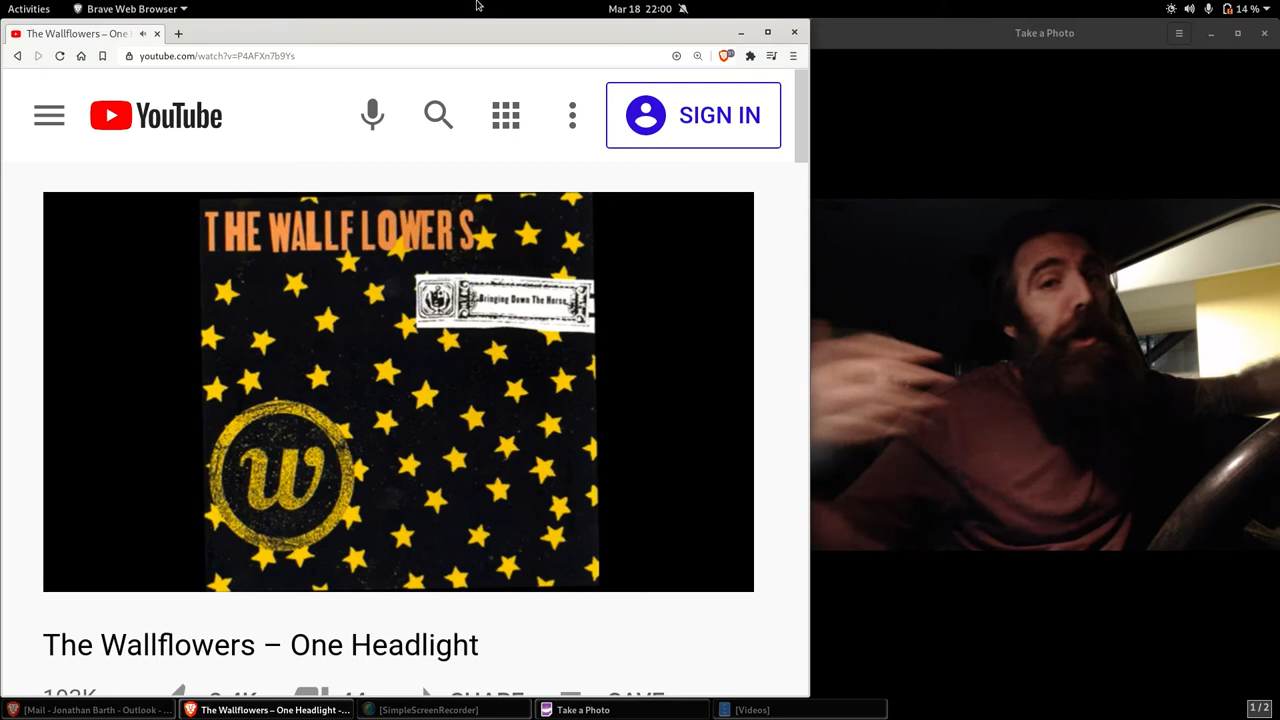 Activities
Brave Web Browser
Mar 18 22:00
14 %
The Wallflowers – One H
Take a Photo
youtube.com/watch?v=P4AFXn7b9Ys
YouTube
SIGN IN
THE WALLFLOWERS
Bringing Down The Horse
w
The Wallflowers – One Headlight
SHARE
SAVE
[Mail - Jonathan Barth - Outlook - ...
The Wallflowers – One Headlight -...
[SimpleScreenRecorder]
Take a Photo
[Videos]
1 / 2